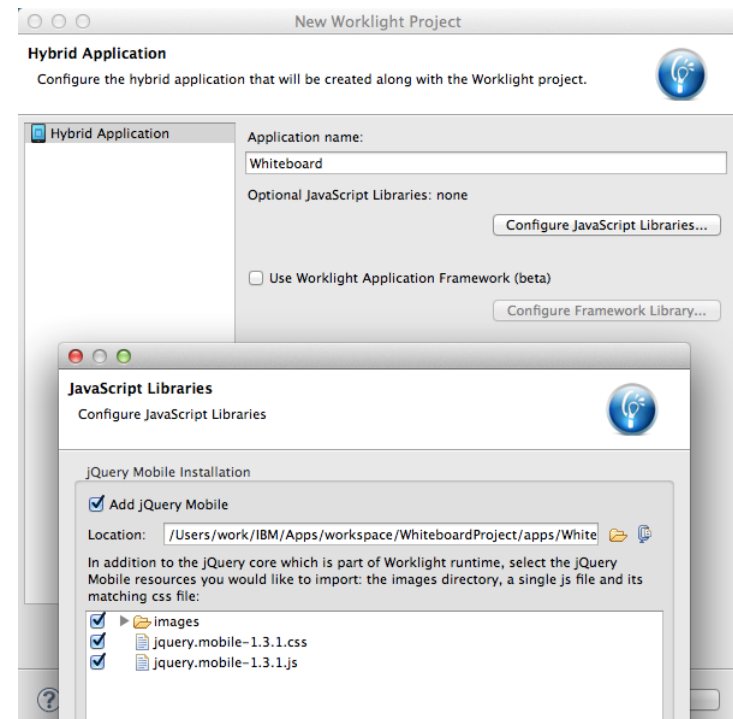 New Worklight Project
Hybrid Application
Configure the hybrid application that will be created along with the Worklight project.
Hybrid Application
Application name:
Whiteboard
Optional JavaScript Libraries: none
Configure JavaScript Libraries...
Use Worklight Application Framework (beta)
Configure Framework Library...
JavaScript Libraries
Configure JavaScript Libraries
jQuery Mobile Installation
Add jQuery Mobile
Location: /Users/work/IBM/Apps/workspace/WhiteboardProject/apps/White
In addition to the jQuery core which is part of Worklight runtime, select the jQuery
Mobile resources you would like to import: the images directory, a single js file and its
matching css file:
images
jquery.mobile-1.3.1.css
jquery.mobile-1.3.1.js
?